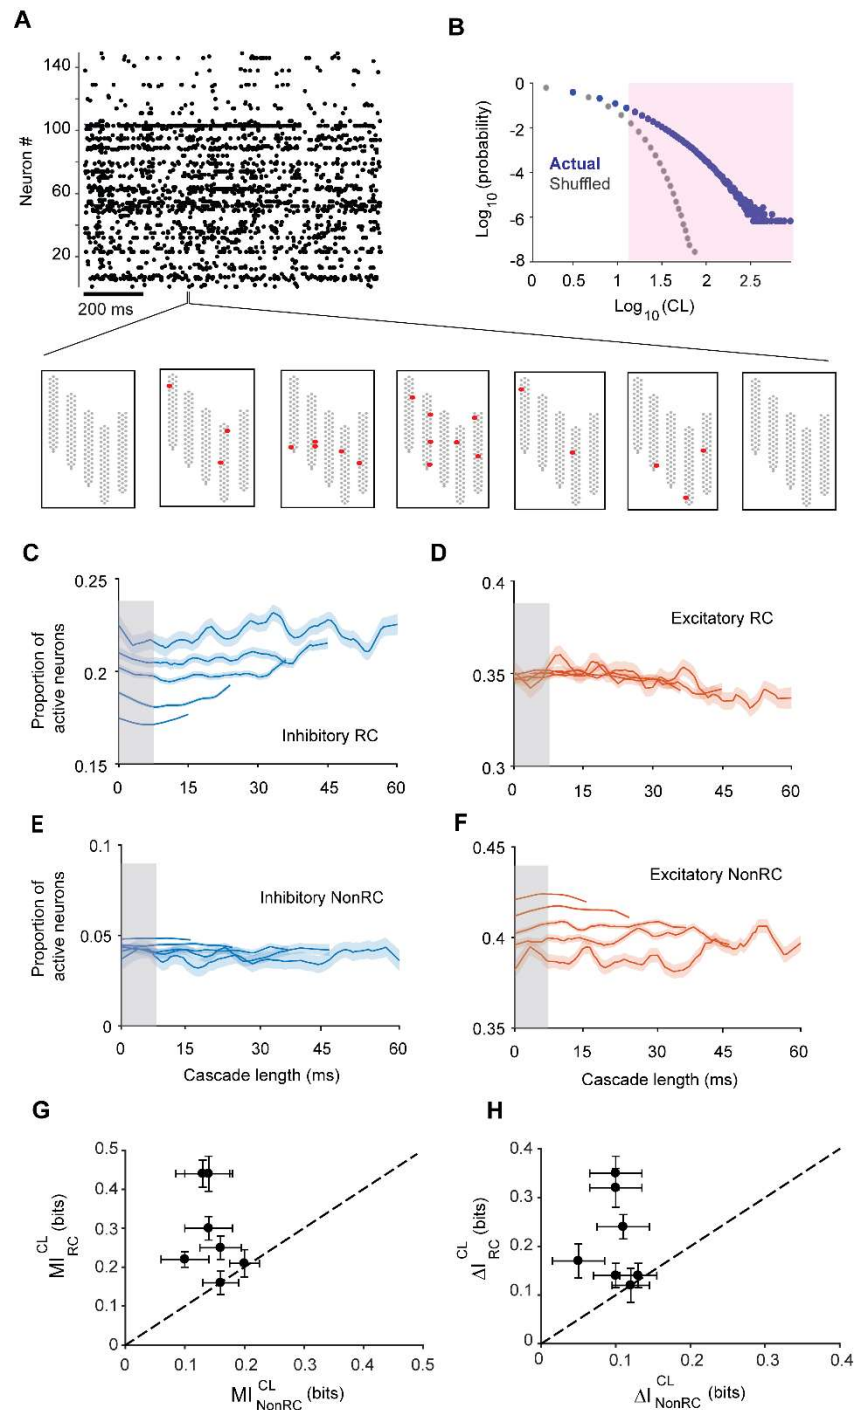 A
140
100
60
20
Neuron #
200 ms
B
0
-2
-4
-6
-8
Log10 (probability)
Actual
Shuffled
0 0.5 1 1.5 2 2.5
Log10 (CL)
C
0.25
0.2
0.15
Proportion of
active neurons
Inhibitory RC
0 15 30 45 60
D
0.4
0.35
0.3
Excitatory RC
0 15 30 45 60
E
0.1
0.05
0
Proportion of
active neurons
Inhibitory NonRC
0 15 30 45 60
Cascade length (ms)
F
0.45
0.4
0.35
Excitatory NonRC
0 15 30 45 60
Cascade length (ms)
G
0.5
0.4
0.3
0.2
0.1
0
MI CL RC (bits)
0 0.1 0.2 0.3 0.4 0.5
MI CL NonRC (bits)
H
0.4
0.3
0.2
0.1
0
ΔI CL RC (bits)
0 0.1 0.2 0.3 0.4
ΔI CL NonRC (bits)